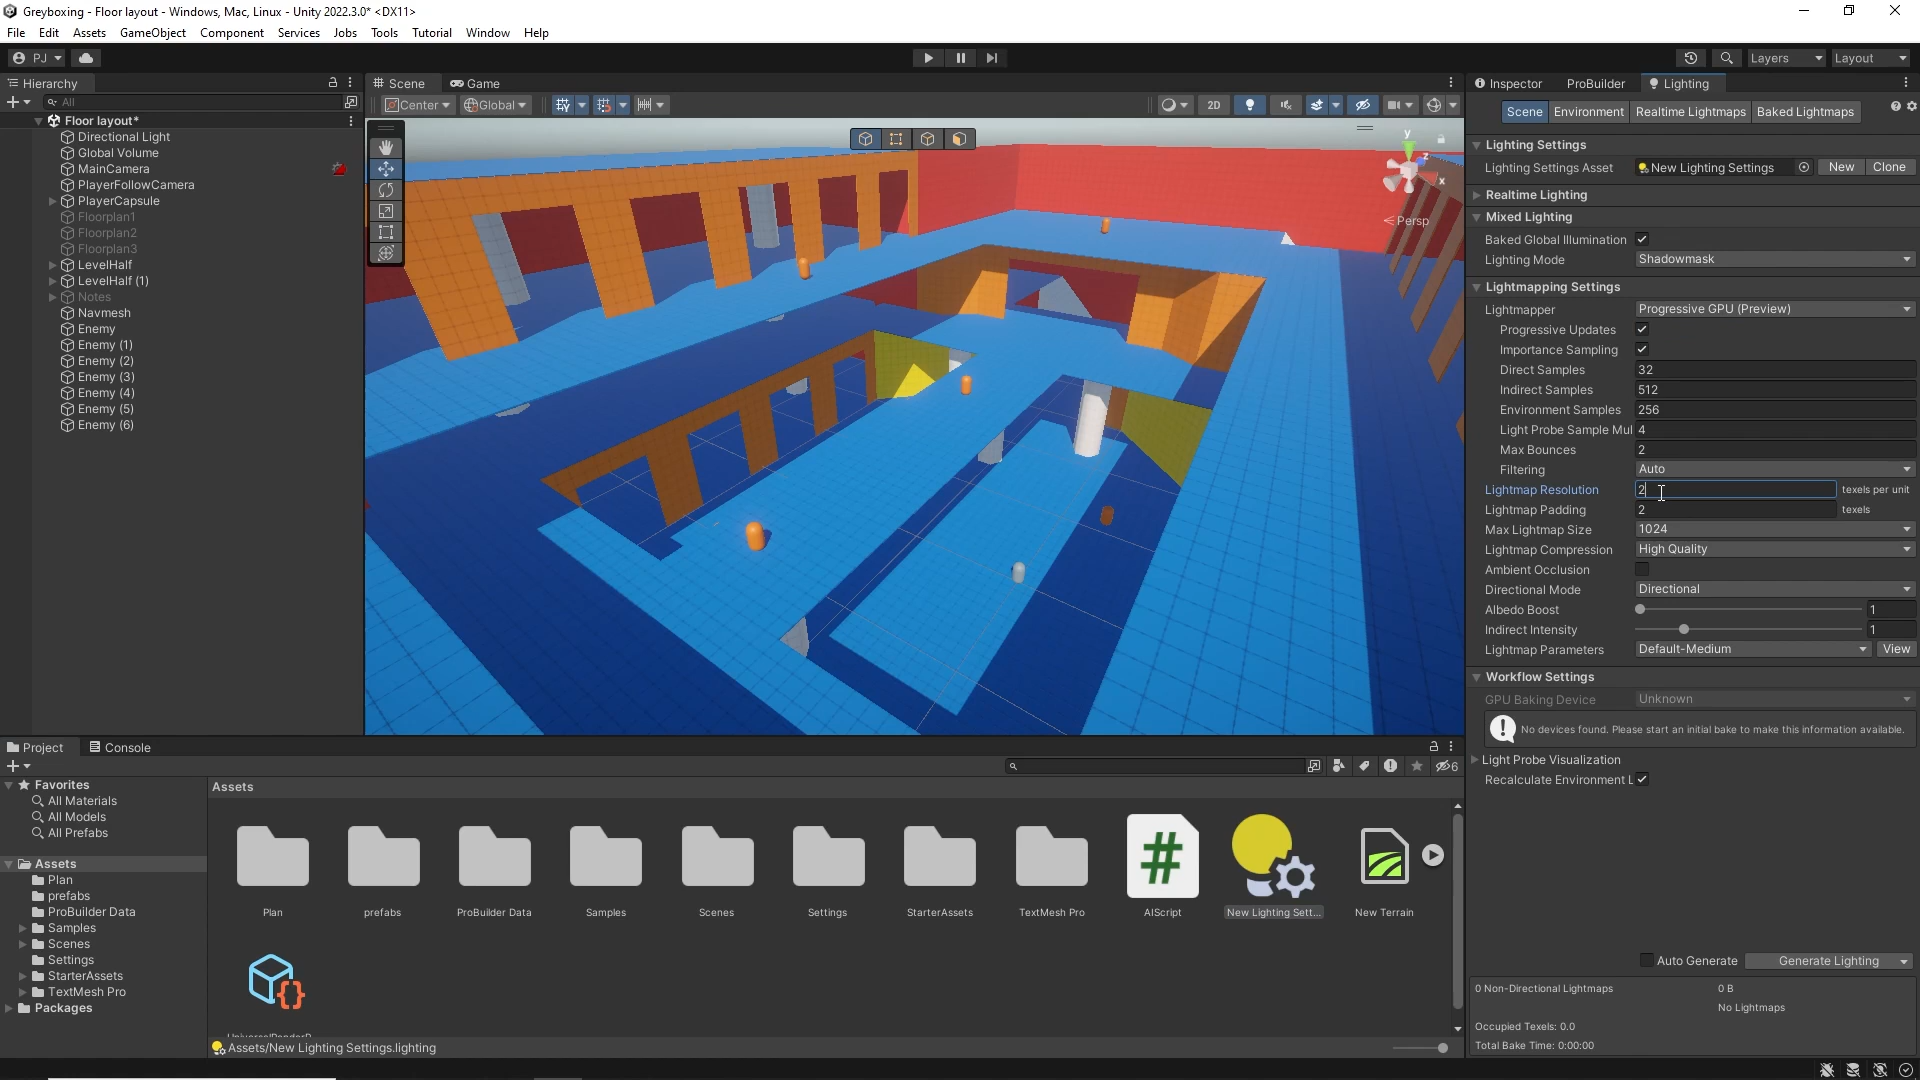 Greyboxing - Floor layout - Windows, Mac, Linux - Unity 2022.3.0* <DX11>
File Edit Assets GameObject Component Services Jobs Tools Tutorial Window Help
PJ Layers Layout
Hierarchy
All
Floor layout*
Directional Light
Global Volume
MainCamera
PlayerFollowCamera
PlayerCapsule
Floorplan1
Floorplan2
Floorplan3
LevelHalf
LevelHalf (1)
Notes
Navmesh
Enemy
Enemy (1)
Enemy (2)
Enemy (3)
Enemy (4)
Enemy (5)
Enemy (6)
Scene Game
Center Global 2D
y
z
x
Persp
Inspector ProBuilder Lighting
Scene Environment Realtime Lightmaps Baked Lightmaps
Lighting Settings
Lighting Settings Asset New Lighting Settings New Clone
Realtime Lighting
Mixed Lighting
Baked Global Illumination
Lighting Mode Shadowmask
Lightmapping Settings
Lightmapper Progressive GPU (Preview)
Progressive Updates
Importance Sampling
Direct Samples 32
Indirect Samples 512
Environment Samples 256
Light Probe Sample Mul 4
Max Bounces 2
Filtering Auto
Lightmap Resolution 2 texels per unit
Lightmap Padding 2 texels
Max Lightmap Size 1024
Lightmap Compression High Quality
Ambient Occlusion
Directional Mode Directional
Albedo Boost 1
Indirect Intensity 1
Lightmap Parameters Default-Medium View
Workflow Settings
GPU Baking Device Unknown
No devices found. Please start an initial bake to make this information available.
Light Probe Visualization
Recalculate Environment L
Auto Generate Generate Lighting
0 Non-Directional Lightmaps 0 B
No Lightmaps
Occupied Texels: 0.0
Total Bake Time: 0:00:00
Project Console
6
Favorites
All Materials
All Models
All Prefabs
Assets
Plan
prefabs
ProBuilder Data
Samples
Scenes
Settings
StarterAssets
TextMesh Pro
Packages
Assets
Plan prefabs ProBuilder Data Samples Scenes Settings StarterAssets TextMesh Pro AIScript New Lighting Sett... New Terrain
Assets/New Lighting Settings.lighting